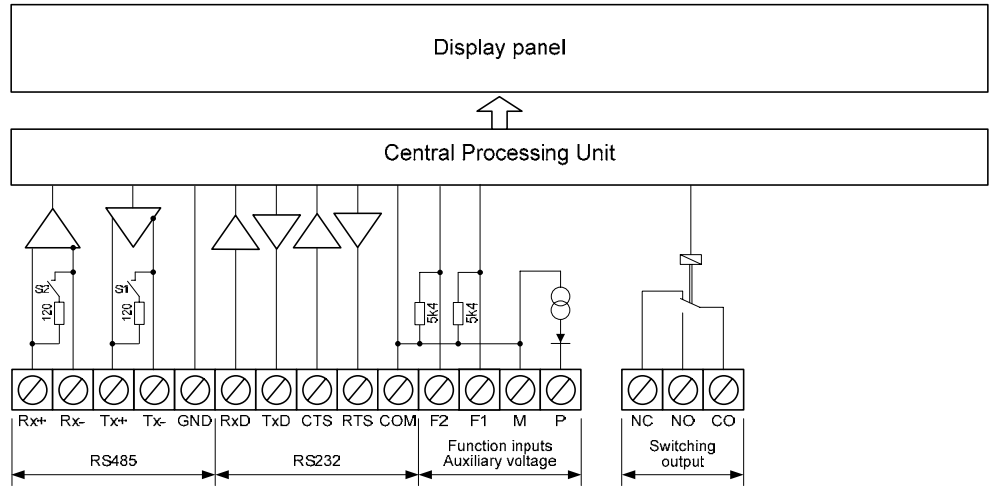 Display panel
Central Processing Unit
S2 120 S1 120 5k4 5k4
Rx+ Rx- Tx+ Tx- GND RxD TxD CTS RTS COM F2 F1 M P NC NO CO
RS485 RS232 Function inputs
Auxiliary voltage Switching
output